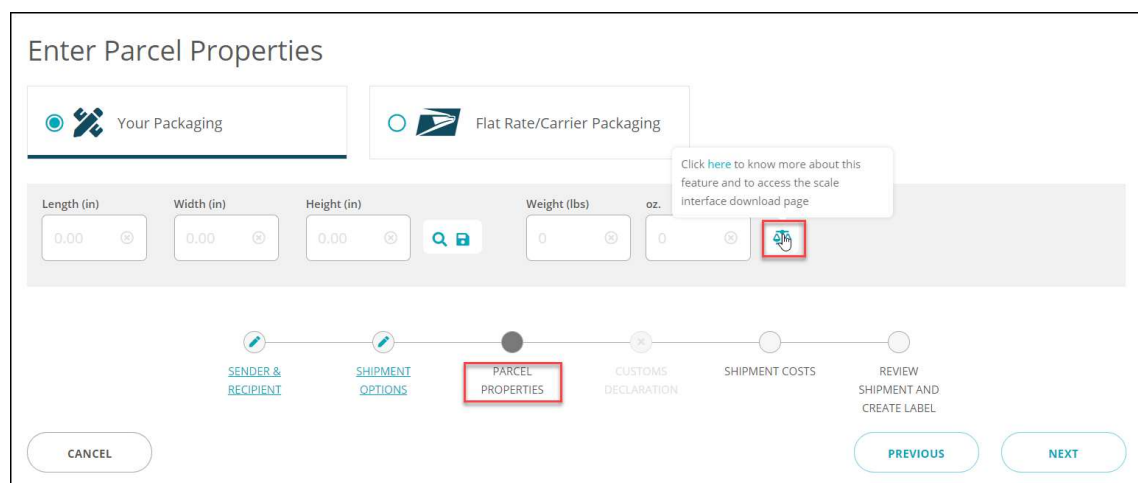 Enter Parcel Properties
Your Packaging
Flat Rate/Carrier Packaging
Click here to know more about this
feature and to access the scale
interface download page
Length (in)
Width (in)
Height (in)
Weight (lbs)
oz.
0.00
0.00
0.00
0
0
SENDER &
RECIPIENT
SHIPMENT
OPTIONS
PARCEL
PROPERTIES
CUSTOMS
DECLARATION
SHIPMENT COSTS
REVIEW
SHIPMENT AND
CREATE LABEL
CANCEL
PREVIOUS
NEXT